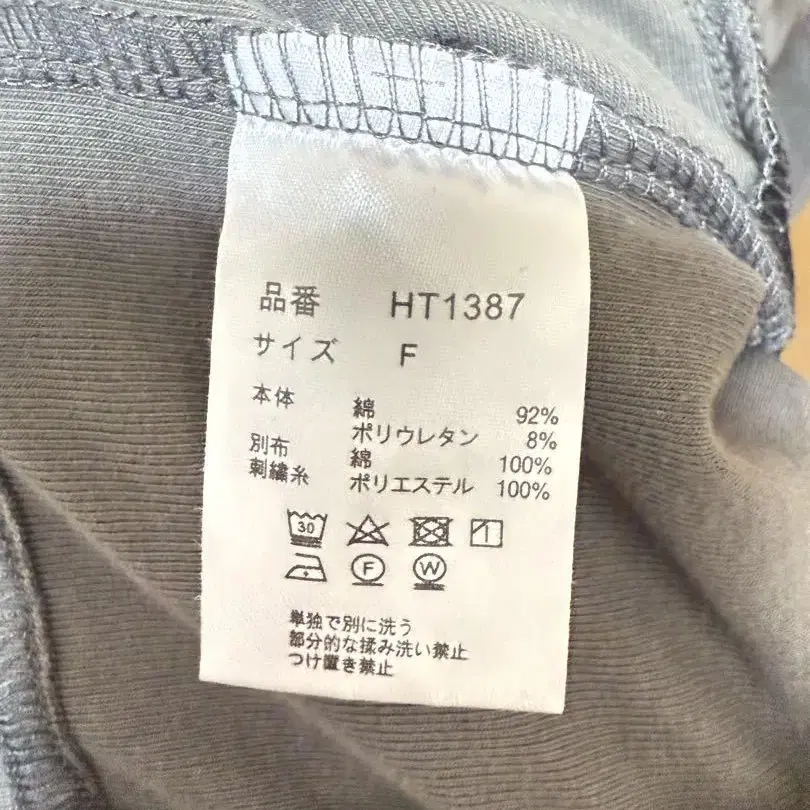 品番 HT1387
サイズ F
本体 綿 92%
ポリウレタン 8%
別布 綿 100%
刺繍糸 ポリエステル 100%
30
F W
単独で別に洗う
部分的な揉み洗い禁止
つけ置き禁止